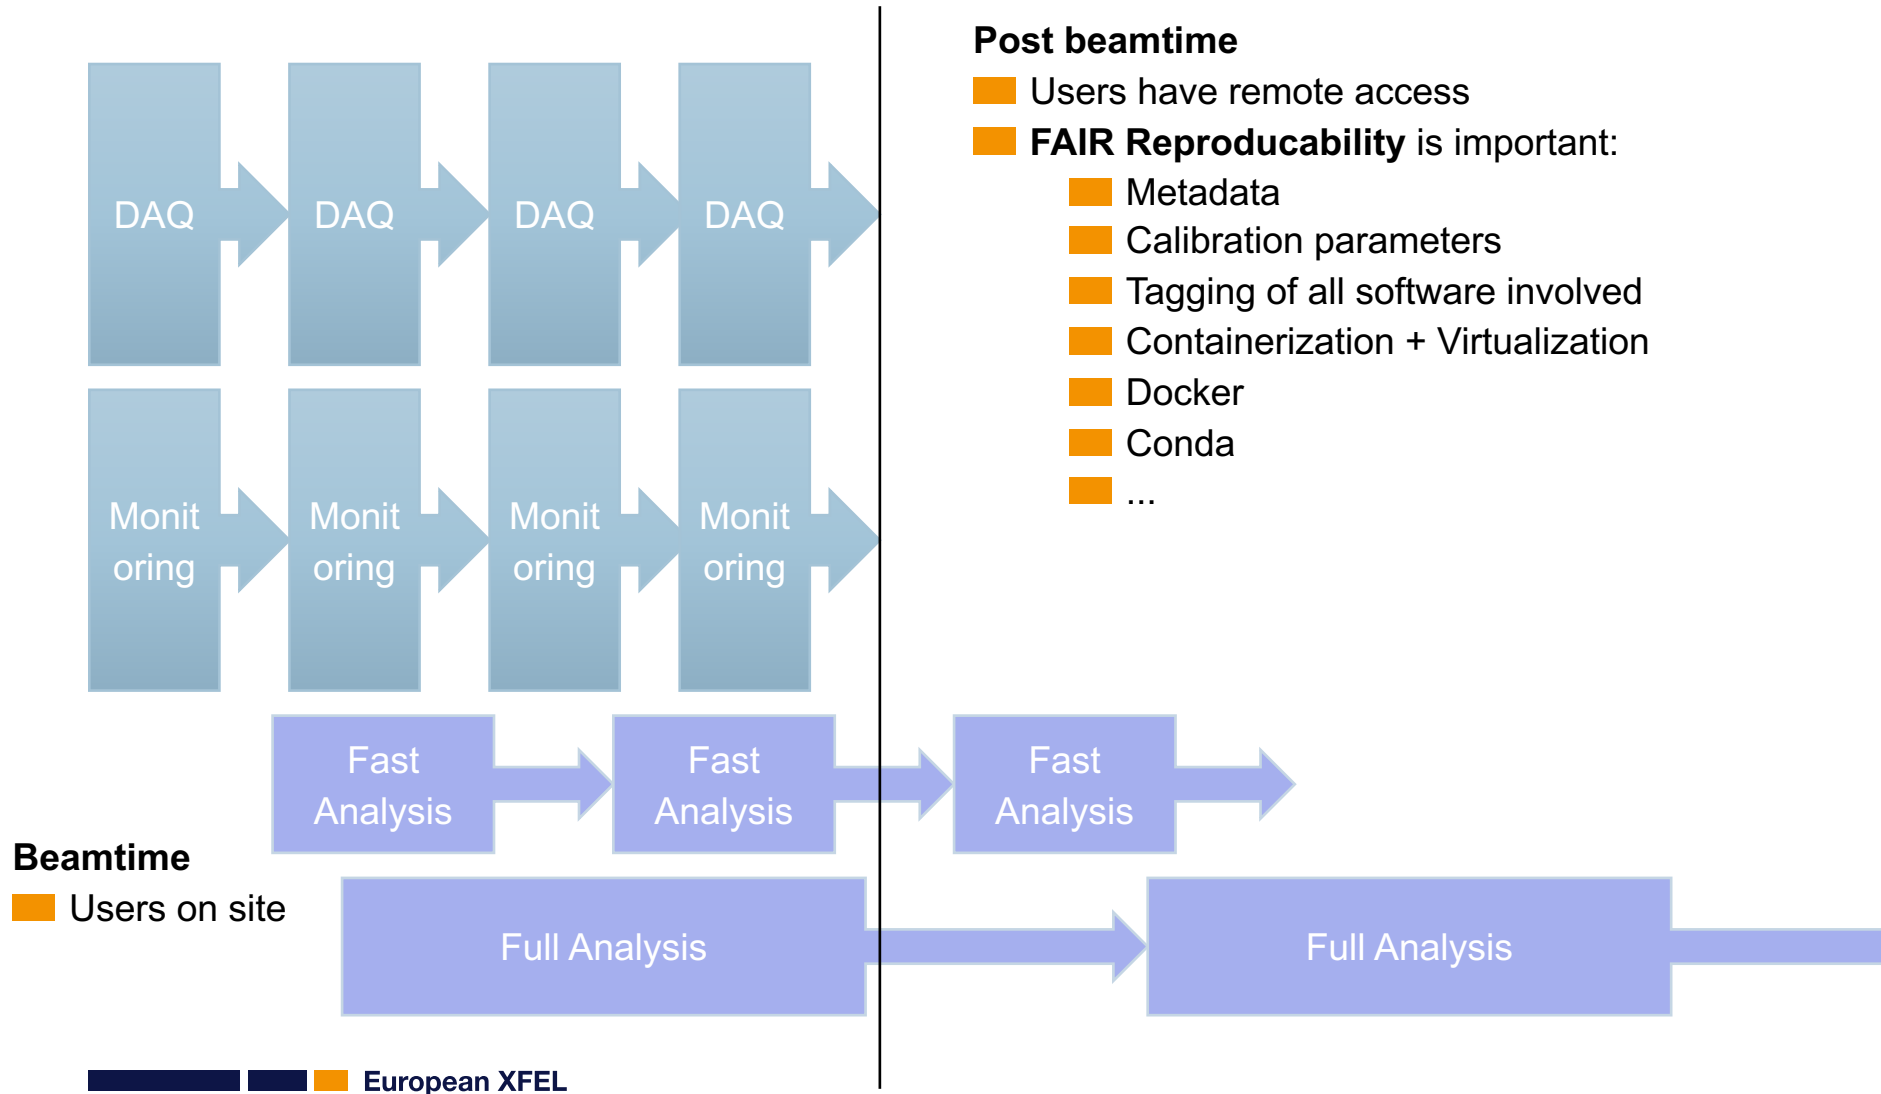 Post beamtime
Users have remote access
FAIR Reproducability is important:
Metadata
Calibration parameters
Tagging of all software involved
Containerization + Virtualization
Docker
Conda
...
DAQ
DAQ
DAQ
DAQ
Monit
oring
Monit
oring
Monit
oring
Monit
oring
Fast
Analysis
Fast
Analysis
Fast
Analysis
Beamtime
Users on site
Full Analysis
Full Analysis
European XFEL